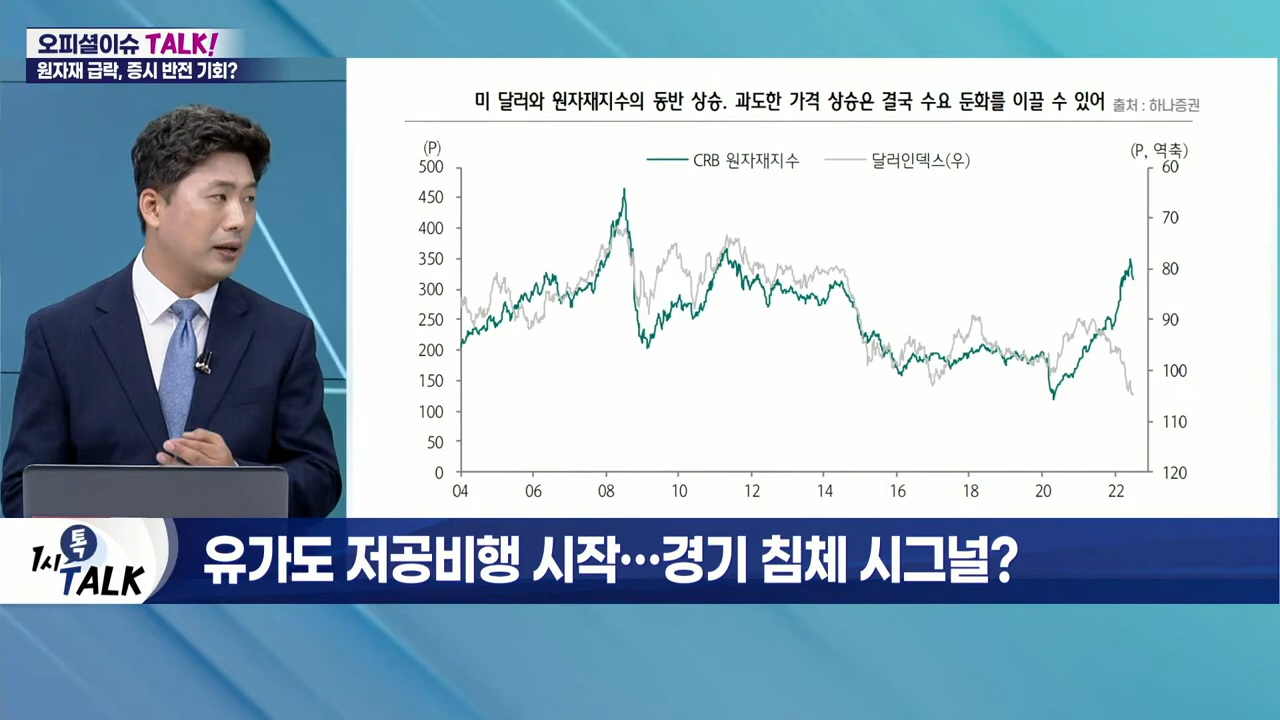 오피셜이슈 TALK!
원자재 급락, 증시 반전 기회?
미 달러와 원자재지수의 동반 상승. 과도한 가격 상승은 결국 수요 둔화를 이끌 수 있어 출처 : 하나증권
(P)
(P, 역축)
CRB 원자재지수 달러인덱스(우)
500 60
450
400 70
350
300 80
250 90
200
150 100
100 110
50
0 120
04 06 08 10 12 14 16 18 20 22
1시톡 TALK
유가도 저공비행 시작…경기 침체 시그널?